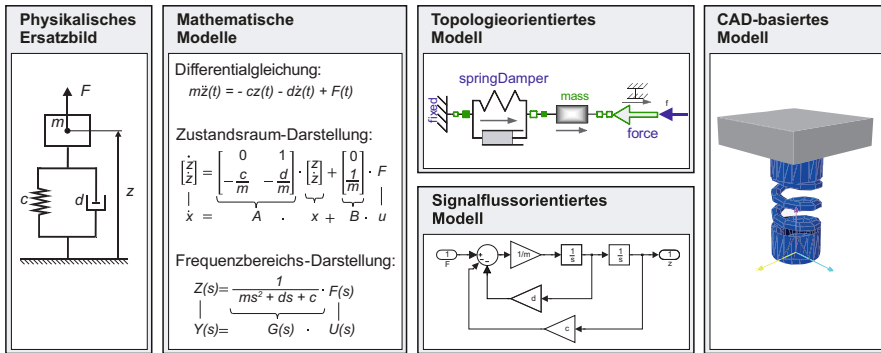 Physikalisches
Ersatzbild
F
m
c
d
z
Mathematische
Modelle
Differentialgleichung:
mz̈(t) = - cz(t) - dż(t) + F(t)
Zustandsraum-Darstellung:
[ż z̈] = [0 1 -c/m -d/m] · [z ż] + [0 1/m] · F
ẋ = A · x + B · u
Frequenzbereichs-Darstellung:
Z(s)= 1/(ms² + ds + c) · F(s)
Y(s)= G(s) · U(s)
Topologieorientiertes
Modell
springDamper
fixed
mass
f
force
Signalflussorientiertes
Modell
1 + − 1/m 1/s 1/s 1
F z
d
c
CAD-basiertes
Modell